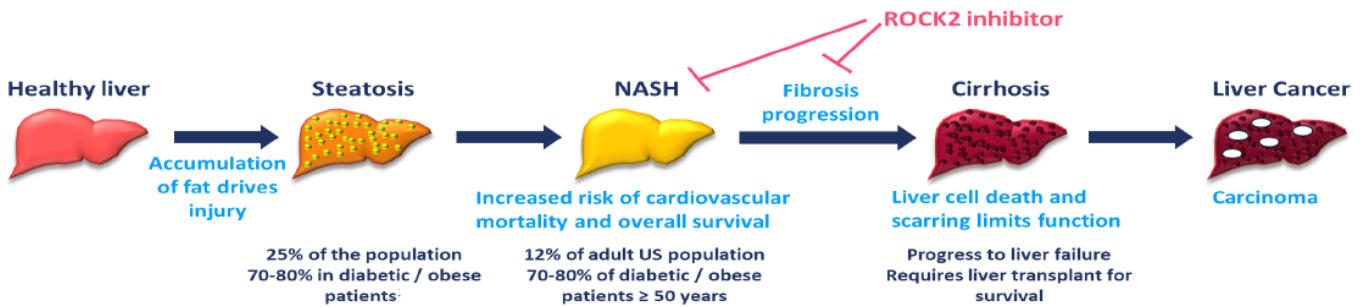 ROCK2 inhibitor
Healthy liver
Steatosis
NASH
Fibrosis
progression
Cirrhosis
Liver Cancer
Accumulation
of fat drives
injury
Increased risk of cardiovascular
mortality and overall survival
Liver cell death and
scarring limits function
Carcinoma
25% of the population
70-80% in diabetic / obese
patients
12% of adult US population
70-80% of diabetic / obese
patients ≥ 50 years
Progress to liver failure
Requires liver transplant for
survival